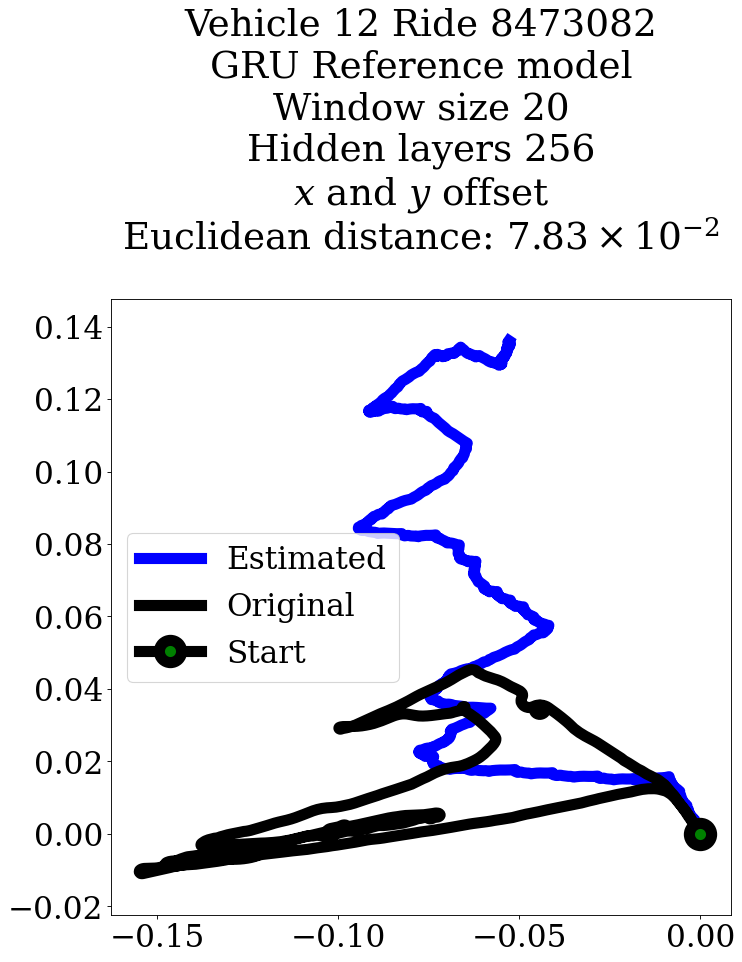 Vehicle 12 Ride 8473082
GRU Reference model
Window size 20
Hidden layers 256
x and y offset
Euclidean distance: 7.83 × 10⁻²
0.14
0.12
0.10
0.08
0.06
0.04
0.02
0.00
−0.02
Estimated
Original
Start
−0.15 −0.10 −0.05 0.00